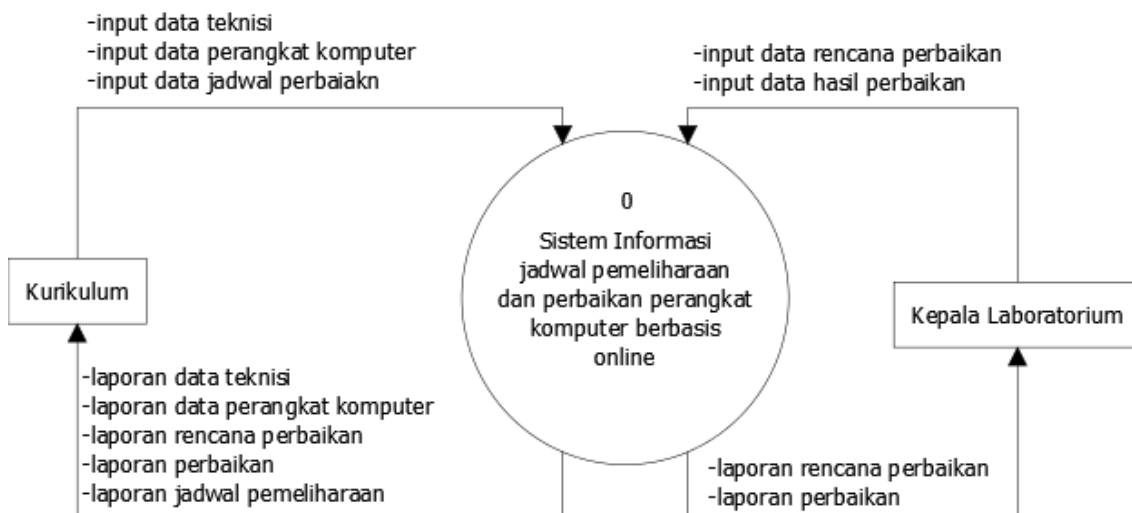 -input data teknisi
-input data perangkat komputer
-input data jadwal perbaiakn
-input data rencana perbaikan
-input data hasil perbaikan
0
Sistem Informasi
jadwal pemeliharaan
dan perbaikan perangkat
komputer berbasis
online
Kurikulum
Kepala Laboratorium
-laporan data teknisi
-laporan data perangkat komputer
-laporan rencana perbaikan
-laporan perbaikan
-laporan jadwal pemeliharaan
-laporan rencana perbaikan
-laporan perbaikan